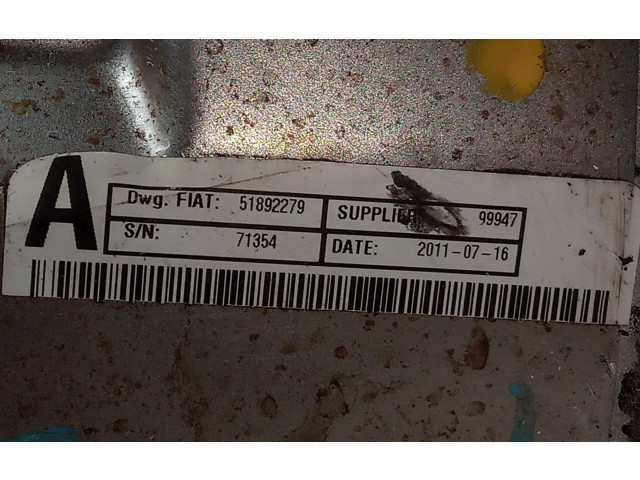 A
Dwg. FIAT: 51892279
SUPPLIER 99947
S/N: 71354
DATE: 2011-07-16